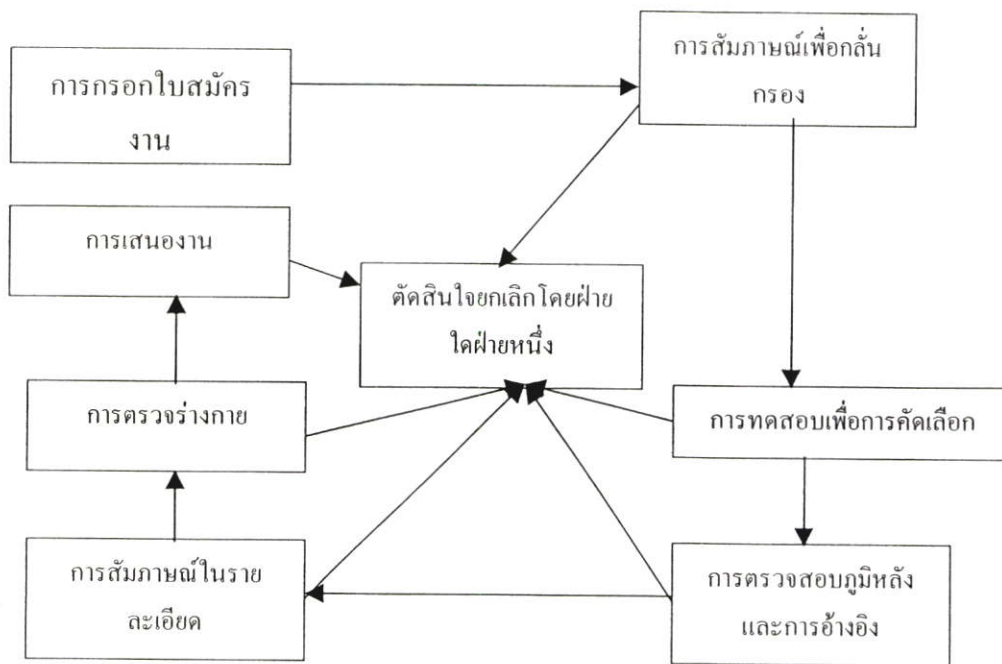 การกรอกใบสมัคร
งาน
การสัมภาษณ์เพื่อกลั่น
กรอง
การเสนองาน
ตัดสินใจยกเลิกโดยฝ่าย
ใดฝ่ายหนึ่ง
การตรวจร่างกาย
การทดสอบเพื่อการคัดเลือก
การสัมภาษณ์ในราย
ละเอียด
การตรวจสอบภูมิหลัง
และการอ้างอิง